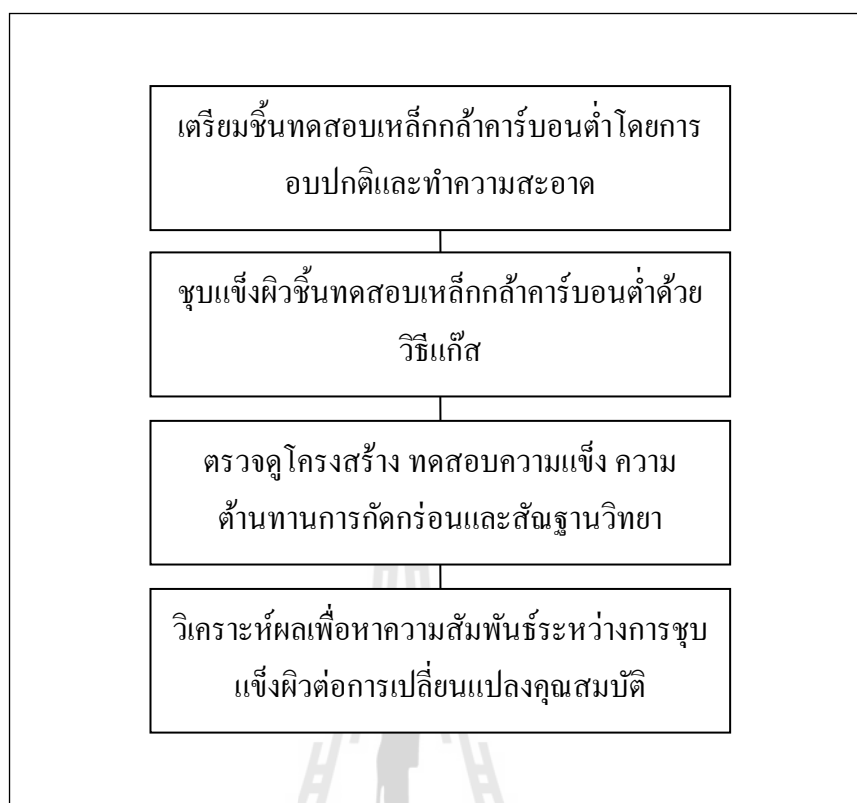 เตรียมชิ้นทดสอบเหล็กกล้าคาร์บอนต่ำโดยการ
อบปกติและทำความสะอาด
ชุบแข็งผิวชิ้นทดสอบเหล็กกล้าคาร์บอนต่ำด้วย
วิธีแก๊ส
ตรวจดูโครงสร้าง ทดสอบความแข็ง ความ
ต้านทานการกัดกร่อนและสัณฐานวิทยา
วิเคราะห์ผลเพื่อหาความสัมพันธ์ระหว่างการชุบ
แข็งผิวต่อการเปลี่ยนแปลงคุณสมบัติ